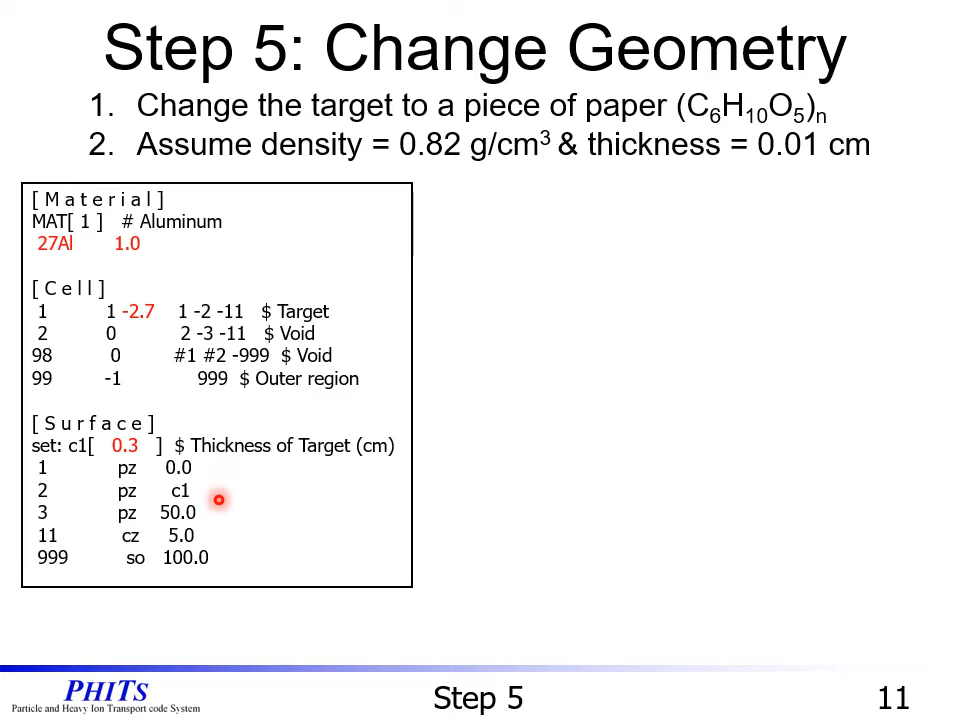 Step 5: Change Geometry
1. Change the target to a piece of paper (C6H10O5)n
2. Assume density = 0.82 g/cm3 & thickness = 0.01 cm
[ M a t e r i a l ]
MAT[ 1 ] # Aluminum
27Al 1.0
[ C e l l ]
1 1 -2.7 1 -2 -11 $ Target
2 0 2 -3 -11 $ Void
98 0 #1 #2 -999 $ Void
99 -1 999 $ Outer region
[ S u r f a c e ]
set: c1[ 0.3 ] $ Thickness of Target (cm)
1 pz 0.0
2 pz c1
3 pz 50.0
11 cz 5.0
999 so 100.0
PHITS
Particle and Heavy Ion Transport code System
Step 5
11